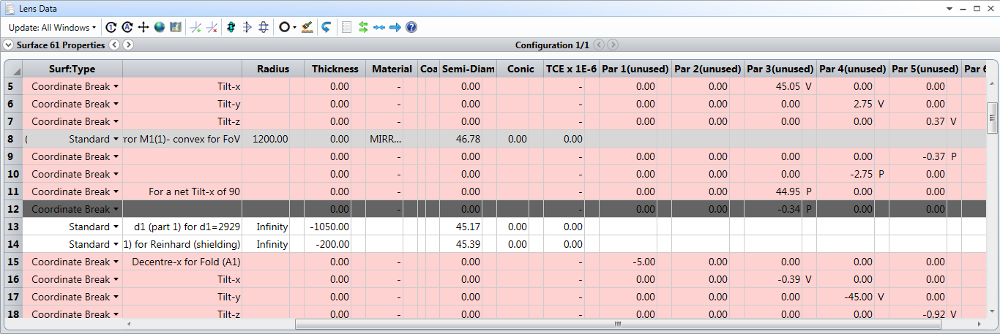 Lens Data
Update: All Windows
Surface 61 Properties Configuration 1/1
Surf:Type Radius Thickness Material Coa Semi-Diam Conic TCE x 1E-6 Par 1(unused) Par 2(unused) Par 3(unused) Par 4(unused) Par 5(unused) Par 6
5 Coordinate Break Tilt-x 0.00 - 0.00 - 0.00 0.00 45.05 V 0.00 0.00
6 Coordinate Break Tilt-y 0.00 - 0.00 - 0.00 0.00 0.00 2.75 V 0.00
7 Coordinate Break Tilt-z 0.00 - 0.00 - 0.00 0.00 0.00 0.00 0.37 V
8 ( Standard ror M1(1)- convex for FoV 1200.00 0.00 MIRR... 46.78 0.00 0.00
9 Coordinate Break 0.00 - 0.00 - 0.00 0.00 0.00 0.00 -0.37 P
10 Coordinate Break 0.00 - 0.00 - 0.00 0.00 0.00 -2.75 P 0.00
11 Coordinate Break For a net Tilt-x of 90 0.00 - 0.00 - 0.00 0.00 44.95 P 0.00 0.00
12 Coordinate Break 0.00 - 0.00 - 0.00 0.00 -0.34 P 0.00 0.00
13 Standard d1 (part 1) for d1=2929 Infinity -1050.00 45.17 0.00 0.00
14 Standard 1) for Reinhard (shielding) Infinity -200.00 45.39 0.00 0.00
15 Coordinate Break Decentre-x for Fold (A1) 0.00 - 0.00 - -5.00 0.00 0.00 0.00 0.00
16 Coordinate Break Tilt-x 0.00 - 0.00 - 0.00 0.00 -0.39 V 0.00 0.00
17 Coordinate Break Tilt-y 0.00 - 0.00 - 0.00 0.00 0.00 -45.00 V 0.00
18 Coordinate Break Tilt-z 0.00 - 0.00 - 0.00 0.00 0.00 0.00 -0.92 V